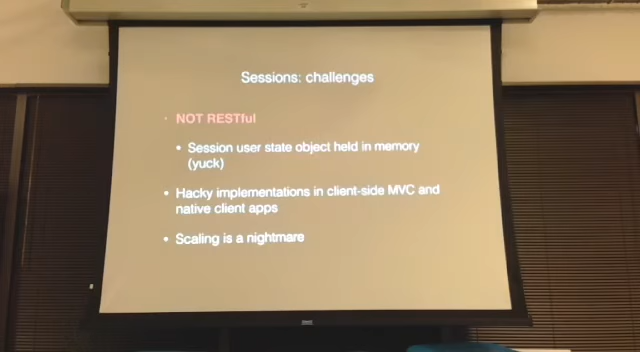 Sessions: challenges
• NOT RESTful
• Session user state object held in memory
(yuck)
• Hacky implementations in client-side MVC and
native client apps
• Scaling is a nightmare